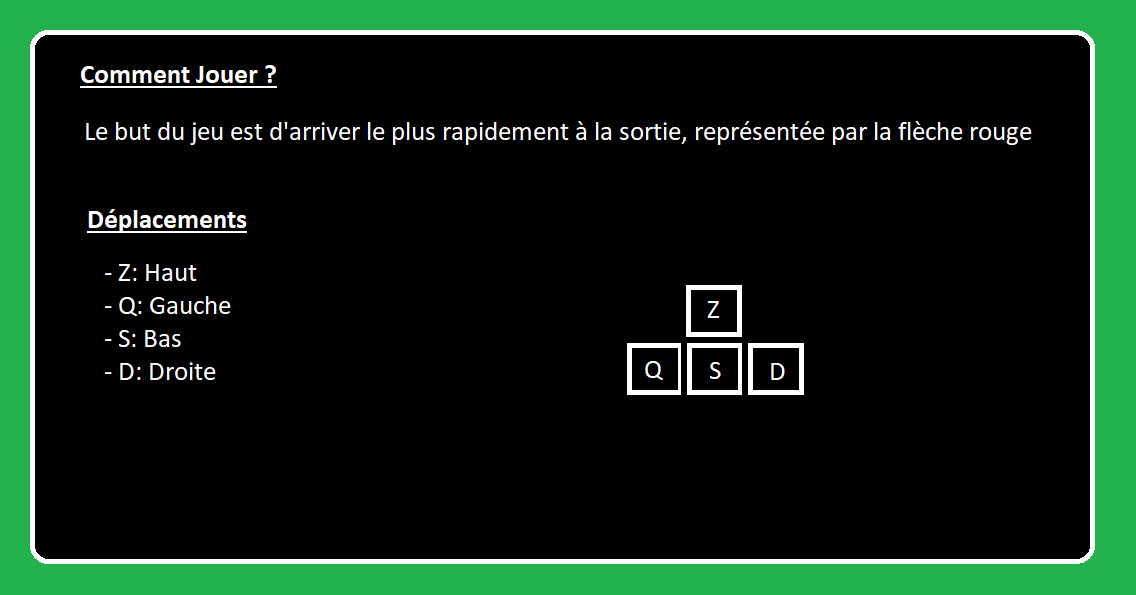 Comment Jouer ?
Le but du jeu est d'arriver le plus rapidement à la sortie, représentée par la flèche rouge
Déplacements
- Z: Haut
- Q: Gauche
- S: Bas
- D: Droite
Z
Q S D